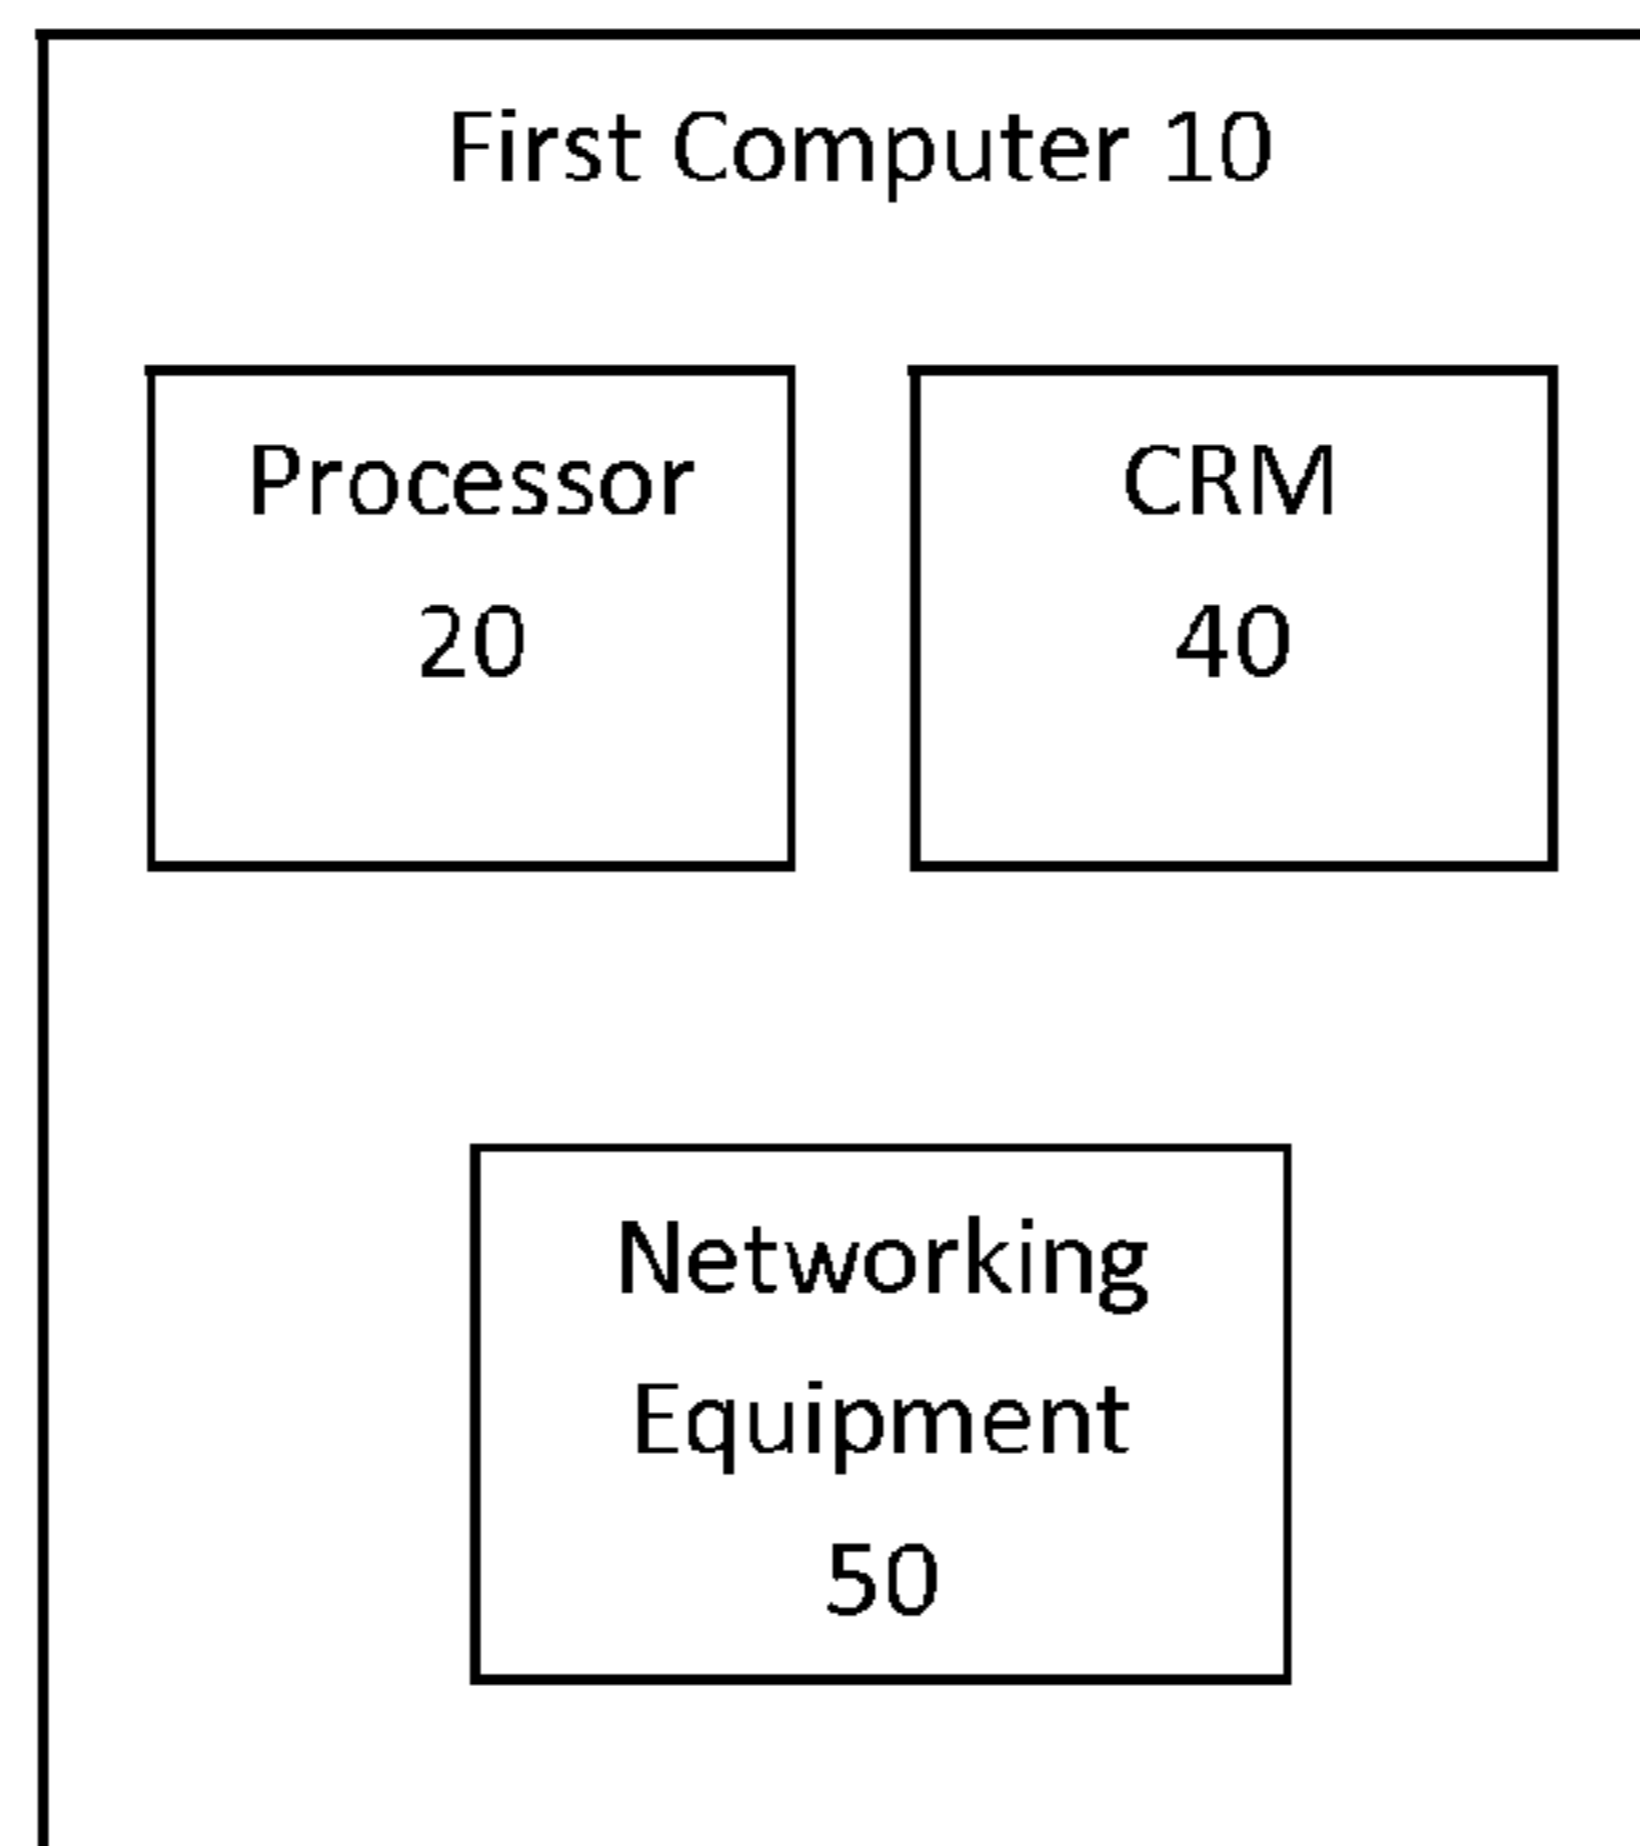 First Computer 10
Processor
20
CRM
40
Networking
Equipment
50